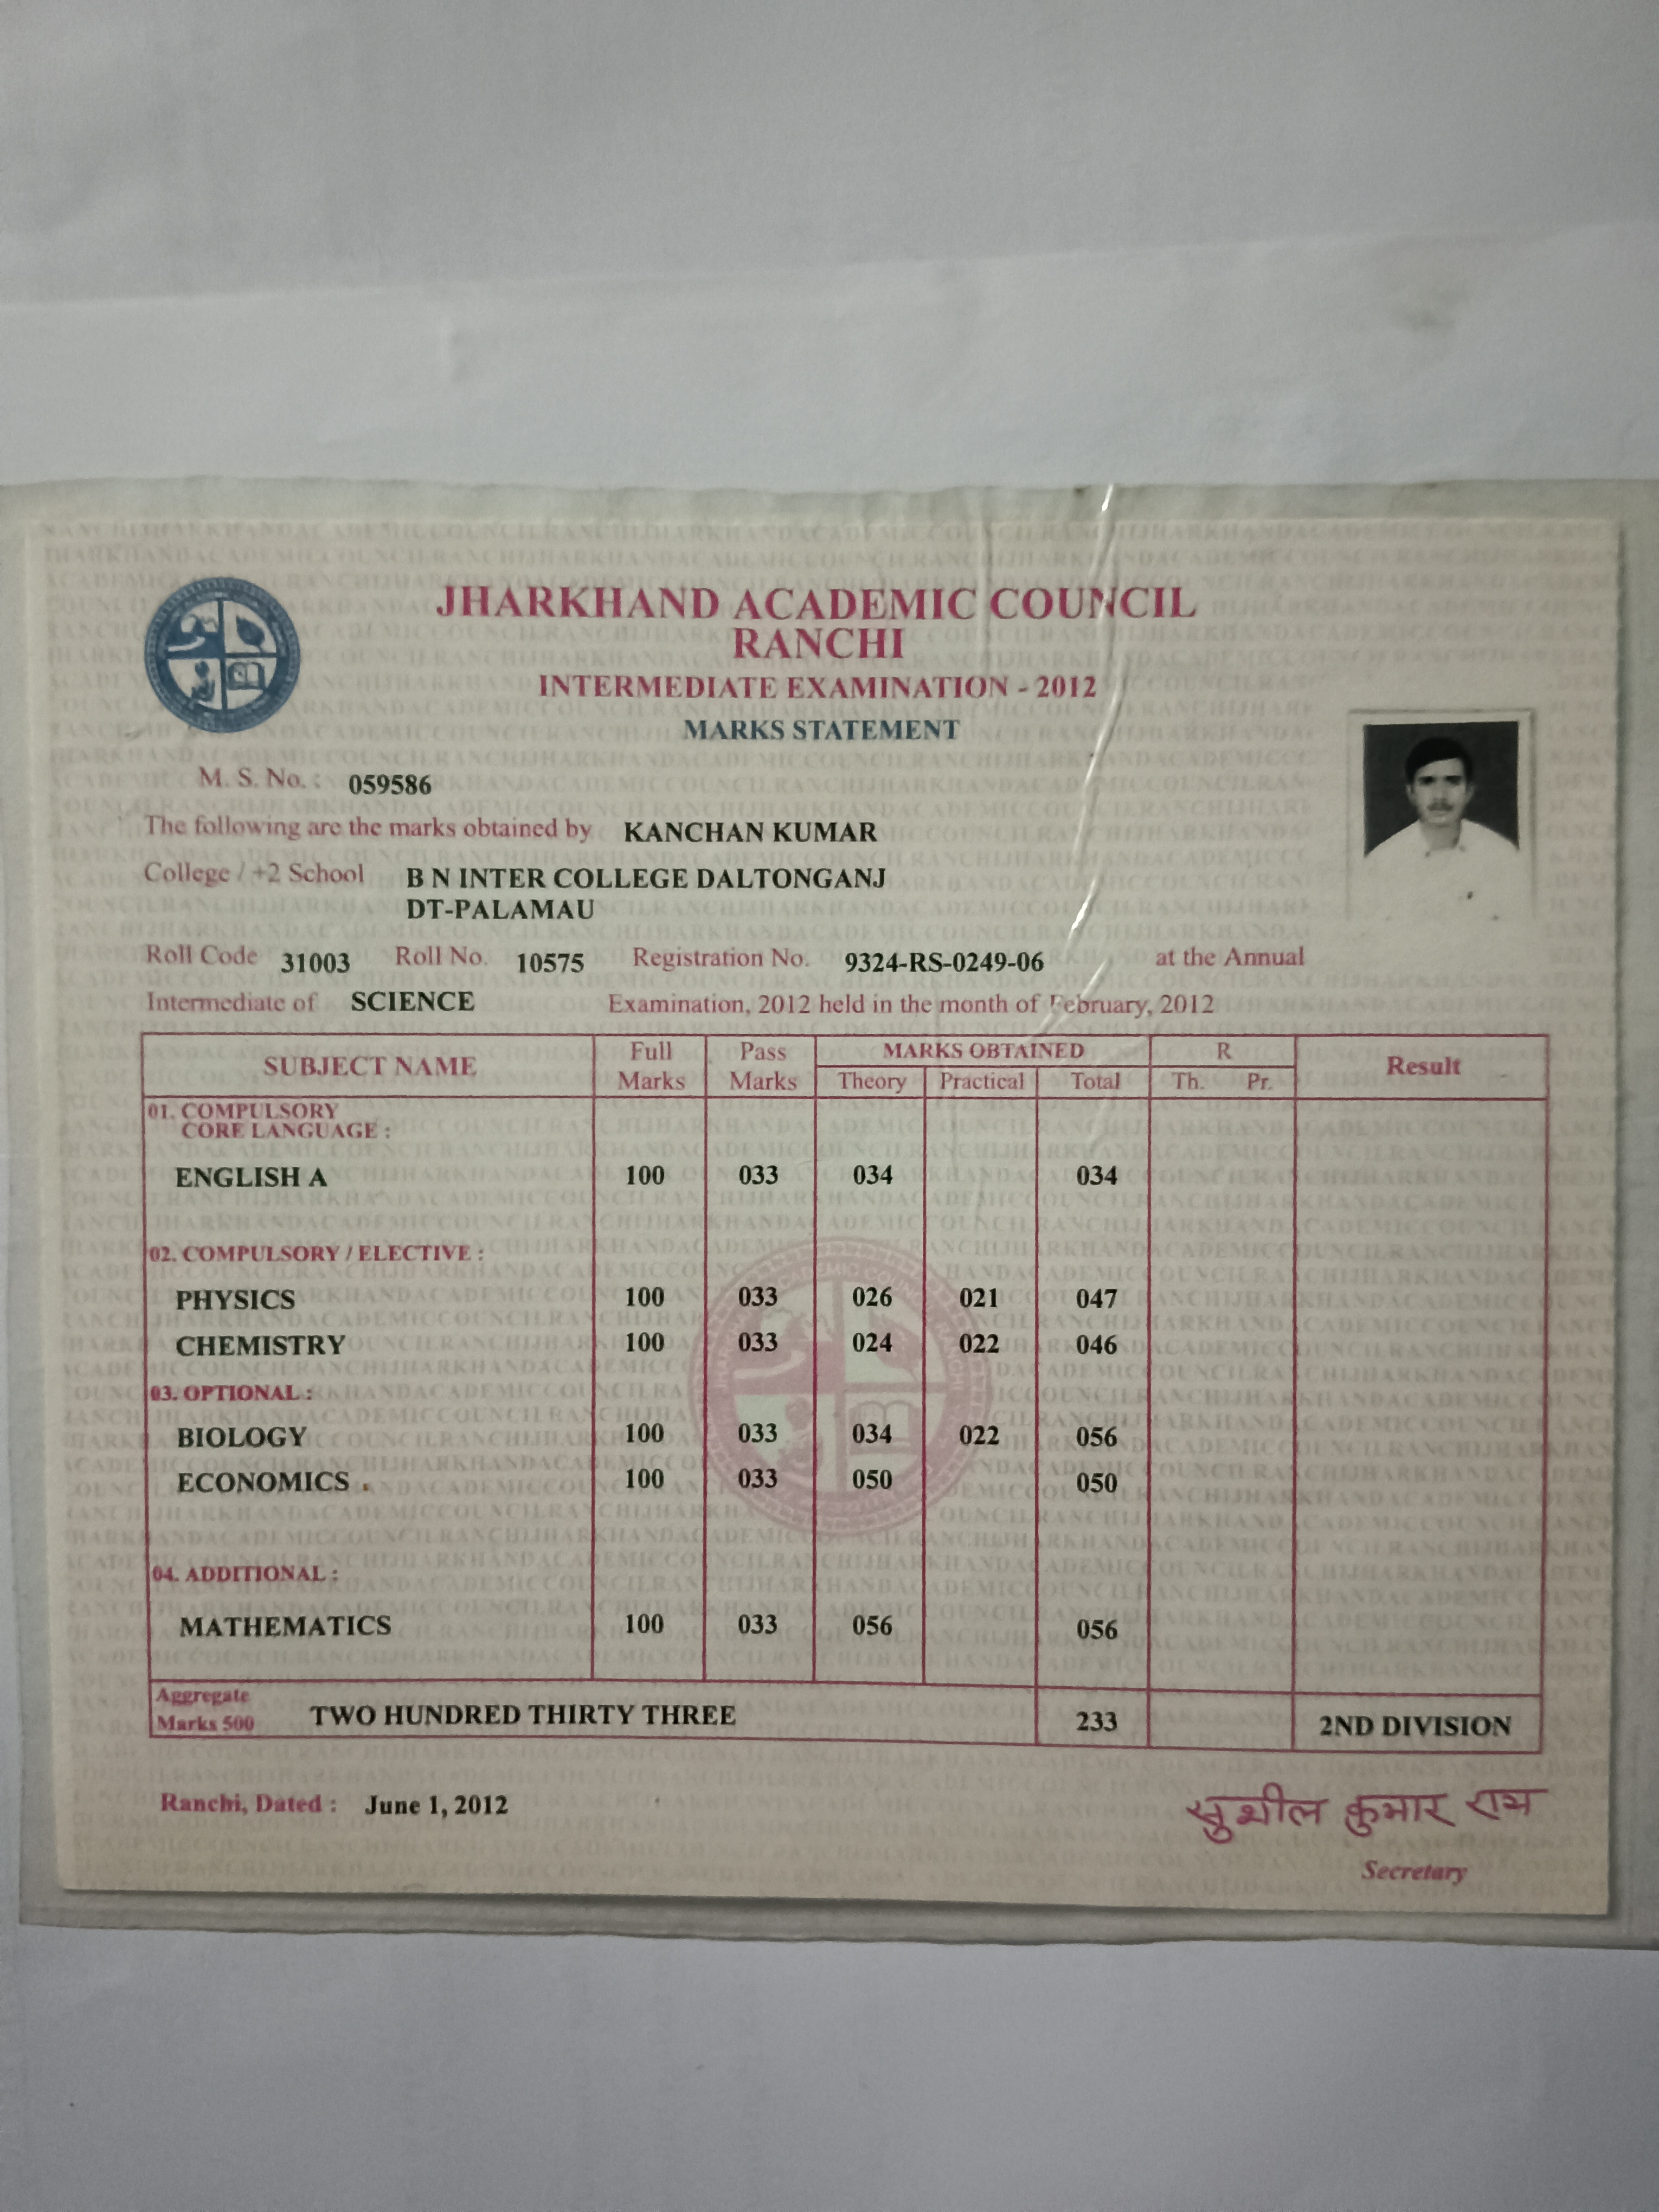 JHARKHAND ACADEMIC COUNCIL
RANCHI
INTERMEDIATE EXAMINATION - 2012
MARKS STATEMENT
M. S. No. : 059586
The following are the marks obtained by KANCHAN KUMAR
College / +2 School B N INTER COLLEGE DALTONGANJ
DT-PALAMAU
Roll Code 31003 Roll No. 10575 Registration No. 9324-RS-0249-06 at the Annual
Intermediate of SCIENCE Examination, 2012 held in the month of February, 2012
SUBJECT NAME Full Marks Pass Marks MARKS OBTAINED R Result
Theory Practical Total Th. Pr.
01. COMPULSORY
CORE LANGUAGE :
ENGLISH A 100 033 034 034
02. COMPULSORY / ELECTIVE :
PHYSICS 100 033 026 021 047
CHEMISTRY 100 033 024 022 046
03. OPTIONAL :
BIOLOGY 100 033 034 022 056
ECONOMICS 100 033 050 050
04. ADDITIONAL :
MATHEMATICS 100 033 056 056
Aggregate
Marks 500 TWO HUNDRED THIRTY THREE 233 2ND DIVISION
Ranchi, Dated : June 1, 2012
सुशील कुमार राय
Secretary